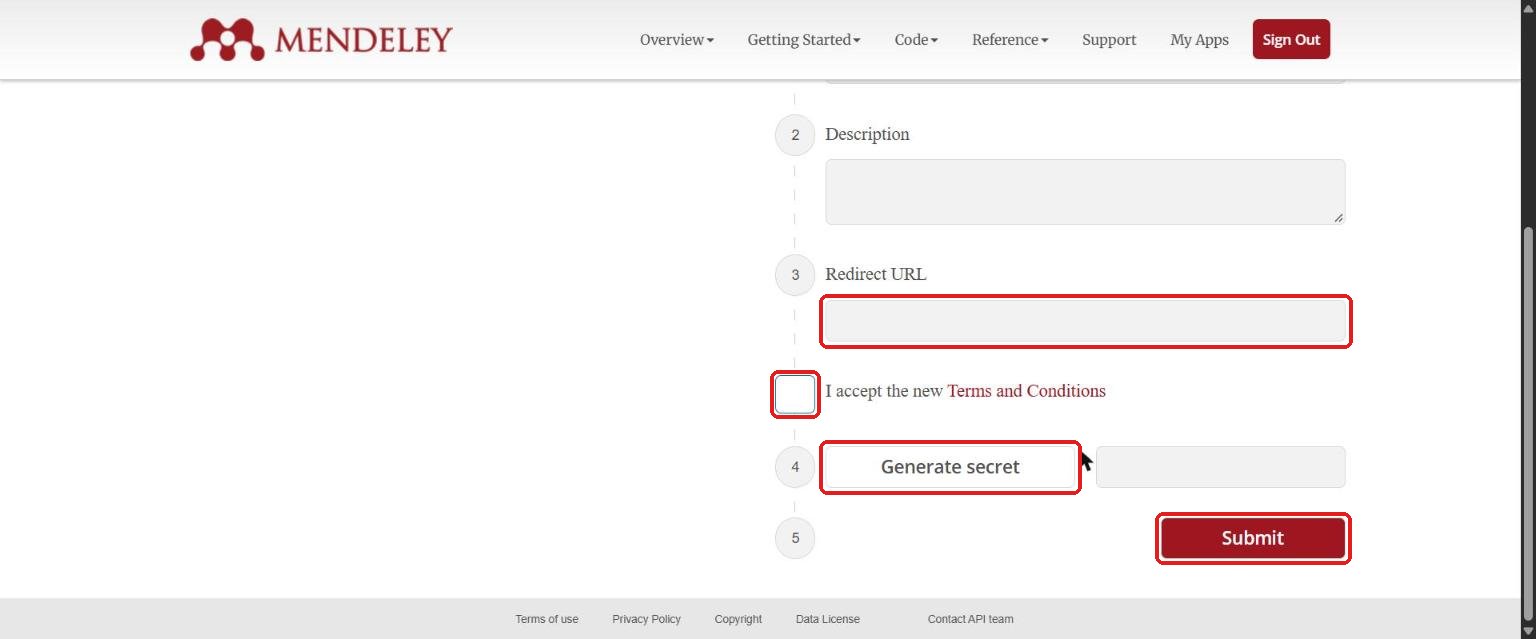 MENDELEY
Overview Getting Started Code Reference Support My Apps Sign Out
2 Description
3 Redirect URL
I accept the new Terms and Conditions
4 Generate secret
5 Submit
Terms of use Privacy Policy Copyright Data License Contact API team